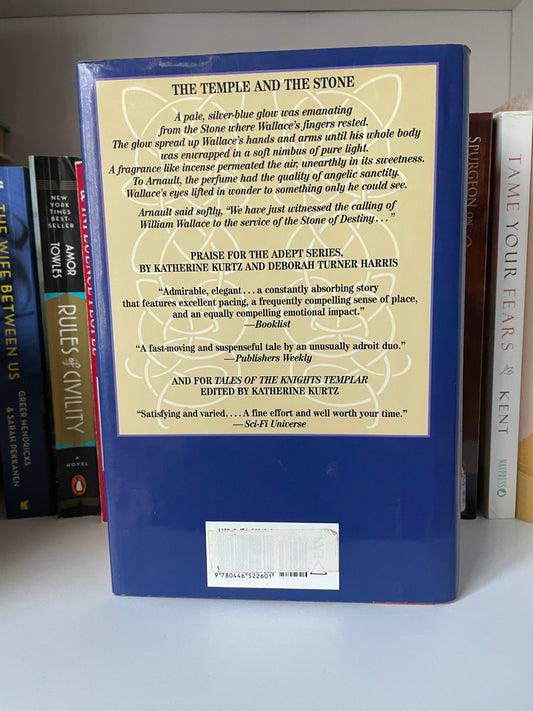 THE TEMPLE AND THE STONE
A pale, silver-blue glow was emanating
from the Stone where Wallace's fingers rested.
The glow spread up Wallace's hands and arms until his whole body
was enwrapped in a soft nimbus of pure light.
A fragrance like incense permeated the air, unearthly in its sweetness.
To Arnault, the perfume had the quality of angelic sanctity.
Wallace's eyes lifted in wonder to something only he could see.
Arnault said softly, "We have just witnessed the calling of
William Wallace to the service of the Stone of Destiny . . ."
PRAISE FOR THE ADEPT SERIES,
BY KATHERINE KURTZ AND DEBORAH TURNER HARRIS
"Admirable, elegant . . . a constantly absorbing story
that features excellent pacing, a frequently compelling sense of place,
and an equally compelling emotional impact."
—Booklist
"A fast-moving and suspenseful tale by an unusually adroit duo."
—Publishers Weekly
AND FOR TALES OF THE KNIGHTS TEMPLAR
EDITED BY KATHERINE KURTZ
"Satisfying and varied. . . . A fine effort and well worth your time."
—Sci-Fi Universe
9 780446 522601
THE WIFE BETWEEN US
GREER HENDRICKS
& SARAH PEKKANEN
NEW YORK
TIMES
BEST-
SELLER
AMOR
TOWLES
RULES of CIVILITY
A NOVEL
PEOPLE
SPURGEON ON
TAME YOUR FEARS
KENT
NAVPRESS